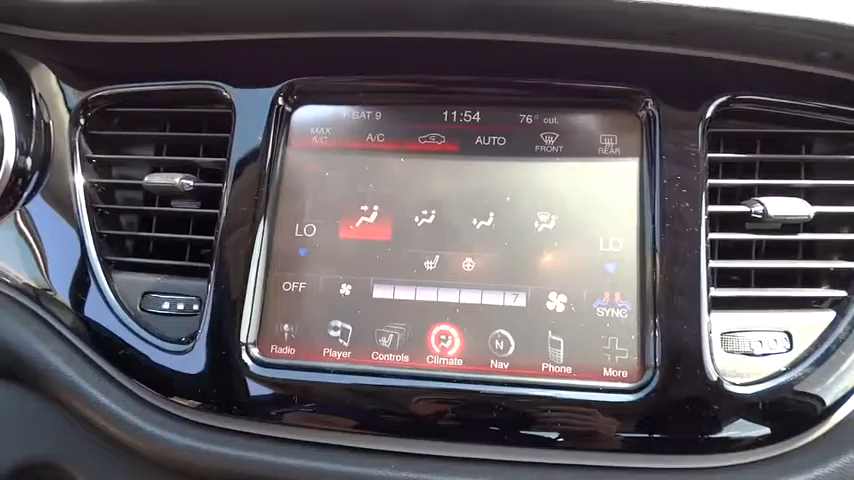 SAT 9 11:54 76° out.
MAX A/C A/C AUTO FRONT REAR
LO LO
OFF 7 SYNC
Radio Player Controls Climate Nav Phone More